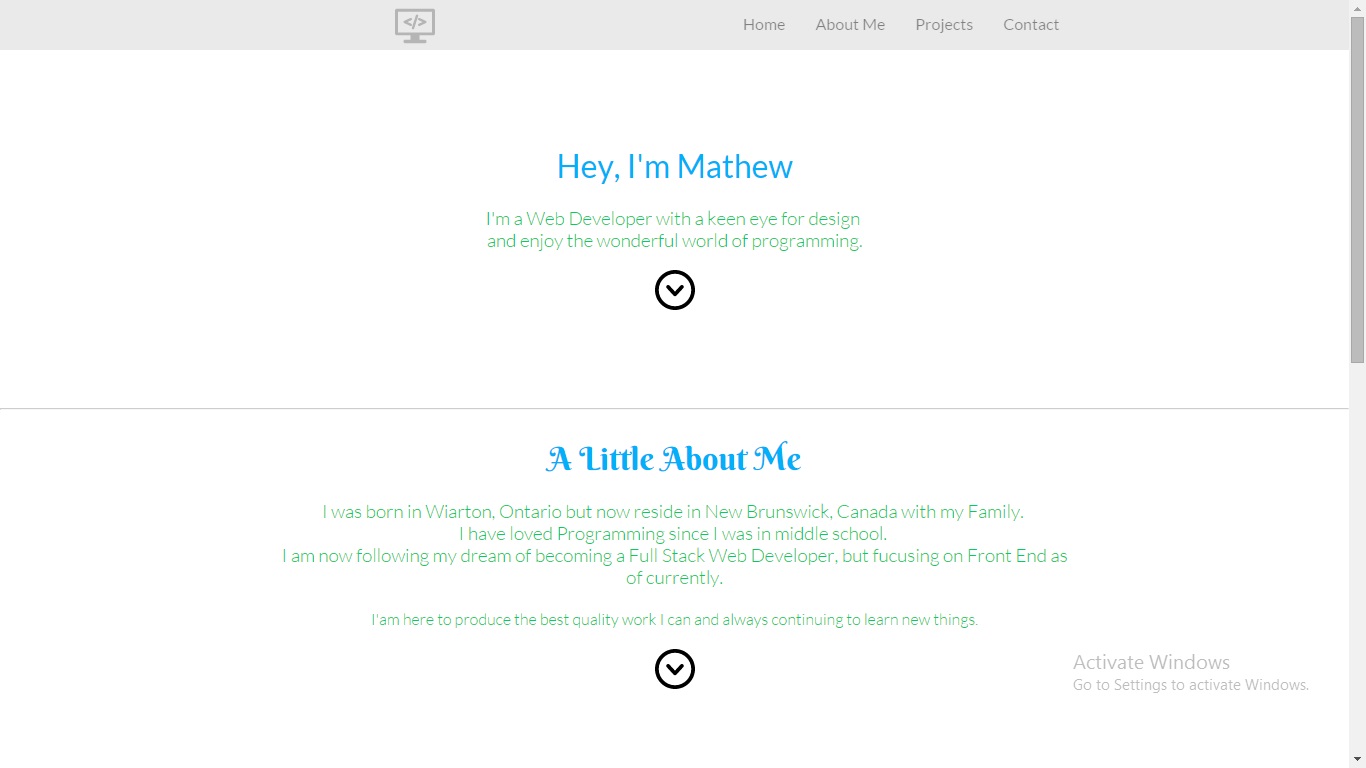 </>
Home About Me Projects Contact
Hey, I'm Mathew
I'm a Web Developer with a keen eye for design
and enjoy the wonderful world of programming.
A Little About Me
I was born in Wiarton, Ontario but now reside in New Brunswick, Canada with my Family.
I have loved Programming since I was in middle school.
I am now following my dream of becoming a Full Stack Web Developer, but fucusing on Front End as
of currently.
I'am here to produce the best quality work I can and always continuing to learn new things.
Activate Windows
Go to Settings to activate Windows.